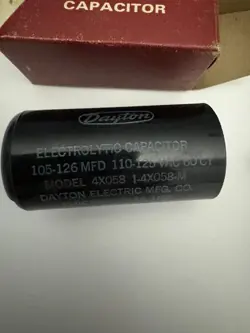 CAPACITOR
Dayton
ELECTROLYTIC CAPACITOR
105-126 MFD 110-125 VAC 60 CY
MODEL 4X058 1-4X058-M
DAYTON ELECTRIC MFG. CO.